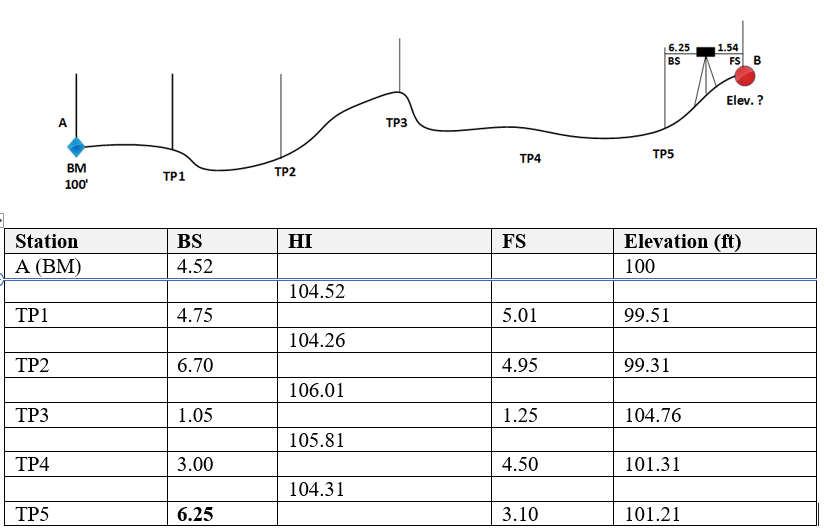 6.25 1.54
BS FS B
A Elev. ?
TP3
BM TP1 TP2 TP4 TP5
100'
Station BS HI FS Elevation (ft)
A (BM) 4.52 100
104.52
TP1 4.75 5.01 99.51
104.26
TP2 6.70 4.95 99.31
106.01
TP3 1.05 1.25 104.76
105.81
TP4 3.00 4.50 101.31
104.31
TP5 6.25 3.10 101.21